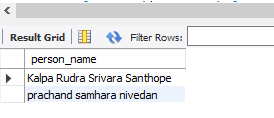 Result Grid Filter Rows:
person_name
Kalpa Rudra Srivara Santhope
prachand samhara nivedan